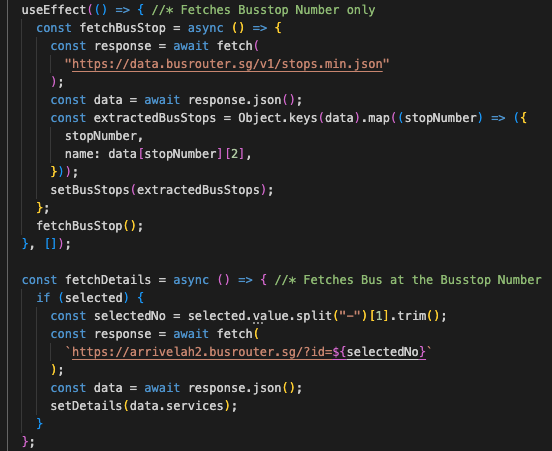 useEffect(() => { //* Fetches Busstop Number only
const fetchBusStop = async () => {
const response = await fetch(
"https://data.busrouter.sg/v1/stops.min.json"
);
const data = await response.json();
const extractedBusStops = Object.keys(data).map((stopNumber) => ({
stopNumber,
name: data[stopNumber][2],
}));
setBusStops(extractedBusStops);
};
fetchBusStop();
}, []);

const fetchDetails = async () => { //* Fetches Bus at the Busstop Number
if (selected) {
const selectedNo = selected.value.split("-")[1].trim();
const response = await fetch(
`https://arrivelah2.busrouter.sg/?id=${selectedNo}`
);
const data = await response.json();
setDetails(data.services);
}
};